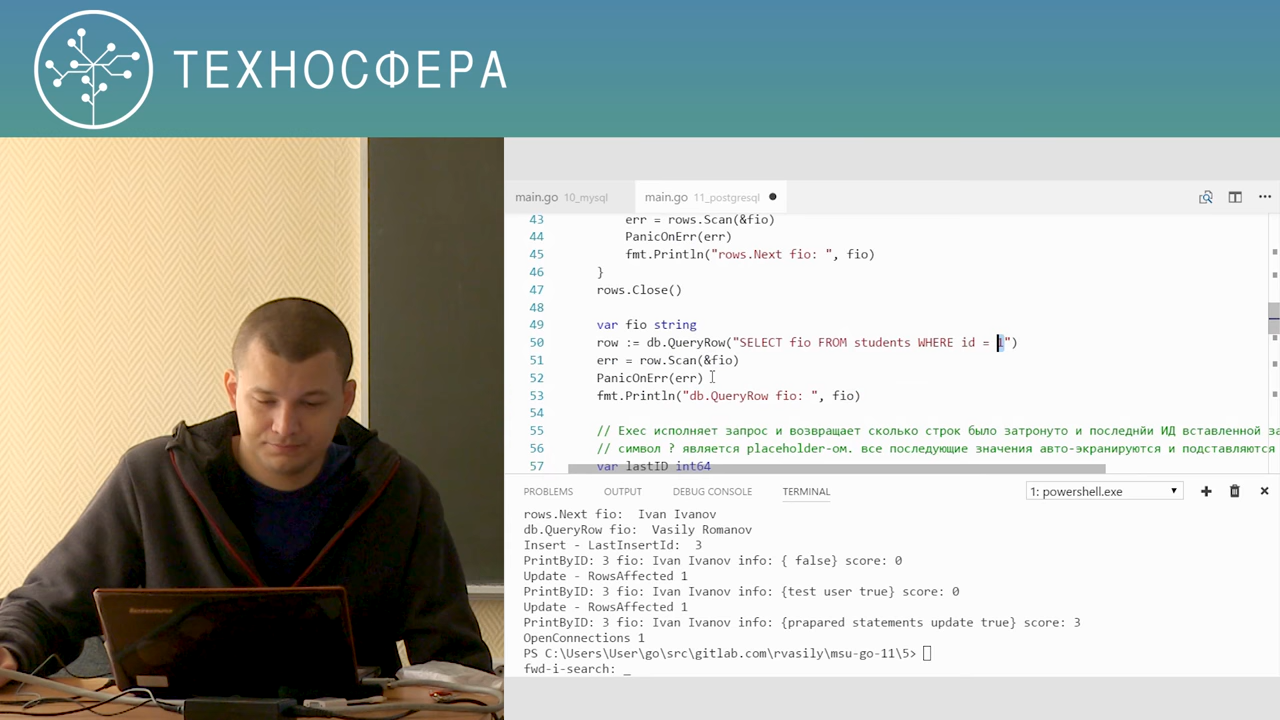 ТЕХНОСФЕРА
main.go 10_mysql main.go 11_postgresql
43 err = rows.Scan(&fio)
44 PanicOnErr(err)
45 fmt.Println("rows.Next fio: ", fio)
46 }
47 rows.Close()
48
49 var fio string
50 row := db.QueryRow("SELECT fio FROM students WHERE id = 1")
51 err = row.Scan(&fio)
52 PanicOnErr(err)
53 fmt.Println("db.QueryRow fio: ", fio)
54
55 // Exec исполняет запрос и возвращает сколько строк было затронуто и последнйи ИД вставленной за
56 // символ ? является placeholder-ом. все последующие значения авто-экранируются и подставляются
57 var lastID int64
PROBLEMS OUTPUT DEBUG CONSOLE TERMINAL 1: powershell.exe
rows.Next fio: Ivan Ivanov
db.QueryRow fio: Vasily Romanov
Insert - LastInsertId: 3
PrintByID: 3 fio: Ivan Ivanov info: { false} score: 0
Update - RowsAffected 1
PrintByID: 3 fio: Ivan Ivanov info: {test user true} score: 0
Update - RowsAffected 1
PrintByID: 3 fio: Ivan Ivanov info: {prapared statements update true} score: 3
OpenConnections 1
PS C:\Users\User\go\src\gitlab.com\rvasily\msu-go-11\5>
fwd-i-search: _